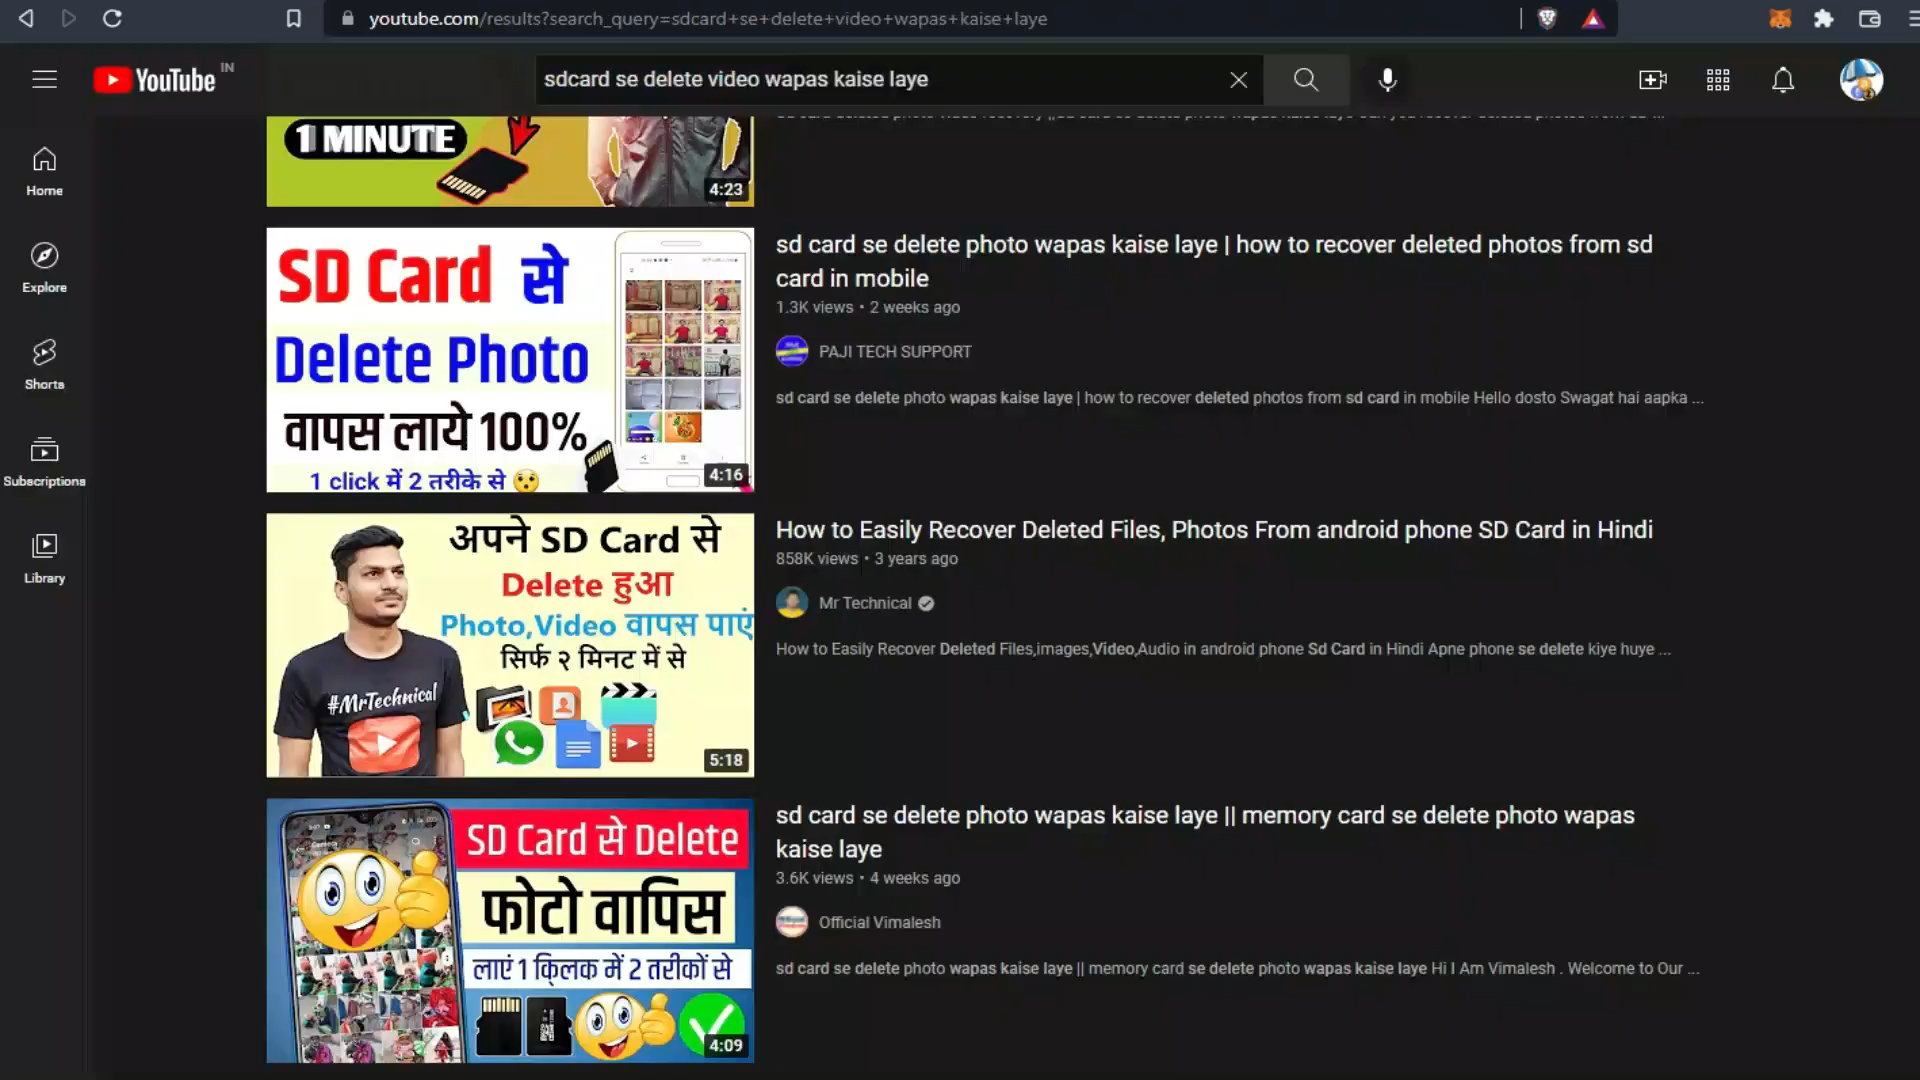 youtube.com/results?search_query=sdcard+se+delete+video+wapas+kaise+laye
YouTube IN
sdcard se delete video wapas kaise laye
Home
Explore
Shorts
Subscriptions
Library
1 MINUTE
4:23
SD Card से
Delete Photo
वापस लाये 100%
1 click में 2 तरीके से
4:16
sd card se delete photo wapas kaise laye | how to recover deleted photos from sd
card in mobile
1.3K views • 2 weeks ago
PAJI TECH SUPPORT
sd card se delete photo wapas kaise laye | how to recover deleted photos from sd card in mobile Hello dosto Swagat hai aapka ...
अपने SD Card से
Delete हुआ
Photo,Video वापस पाएं
सिर्फ २ मिनट में से
#MrTechnical
5:18
How to Easily Recover Deleted Files, Photos From android phone SD Card in Hindi
858K views • 3 years ago
Mr Technical
How to Easily Recover Deleted Files,images,Video,Audio in android phone Sd Card in Hindi Apne phone se delete kiye huye ...
SD Card से Delete
फोटो वापिस
लाएं 1 क्लिक में 2 तरीकों से
4:09
sd card se delete photo wapas kaise laye || memory card se delete photo wapas
kaise laye
3.6K views • 4 weeks ago
Official Vimalesh
sd card se delete photo wapas kaise laye || memory card se delete photo wapas kaise laye Hi I Am Vimalesh . Welcome to Our ...